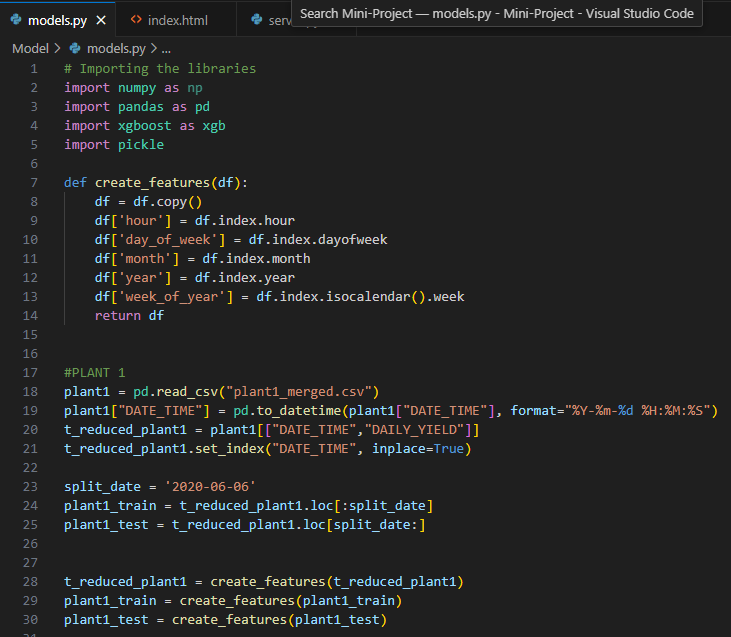 models.py
index.html
serv
Search Mini-Project — models.py - Mini-Project - Visual Studio Code
Model > models.py > ...
1 # Importing the libraries
2 import numpy as np
3 import pandas as pd
4 import xgboost as xgb
5 import pickle
6
7 def create_features(df):
8     df = df.copy()
9     df['hour'] = df.index.hour
10     df['day_of_week'] = df.index.dayofweek
11     df['month'] = df.index.month
12     df['year'] = df.index.year
13     df['week_of_year'] = df.index.isocalendar().week
14     return df
15
16
17 #PLANT 1
18 plant1 = pd.read_csv("plant1_merged.csv")
19 plant1["DATE_TIME"] = pd.to_datetime(plant1["DATE_TIME"], format="%Y-%m-%d %H:%M:%S")
20 t_reduced_plant1 = plant1[["DATE_TIME","DAILY_YIELD"]]
21 t_reduced_plant1.set_index("DATE_TIME", inplace=True)
22
23 split_date = '2020-06-06'
24 plant1_train = t_reduced_plant1.loc[:split_date]
25 plant1_test = t_reduced_plant1.loc[split_date:]
26
27
28 t_reduced_plant1 = create_features(t_reduced_plant1)
29 plant1_train = create_features(plant1_train)
30 plant1_test = create_features(plant1_test)
31